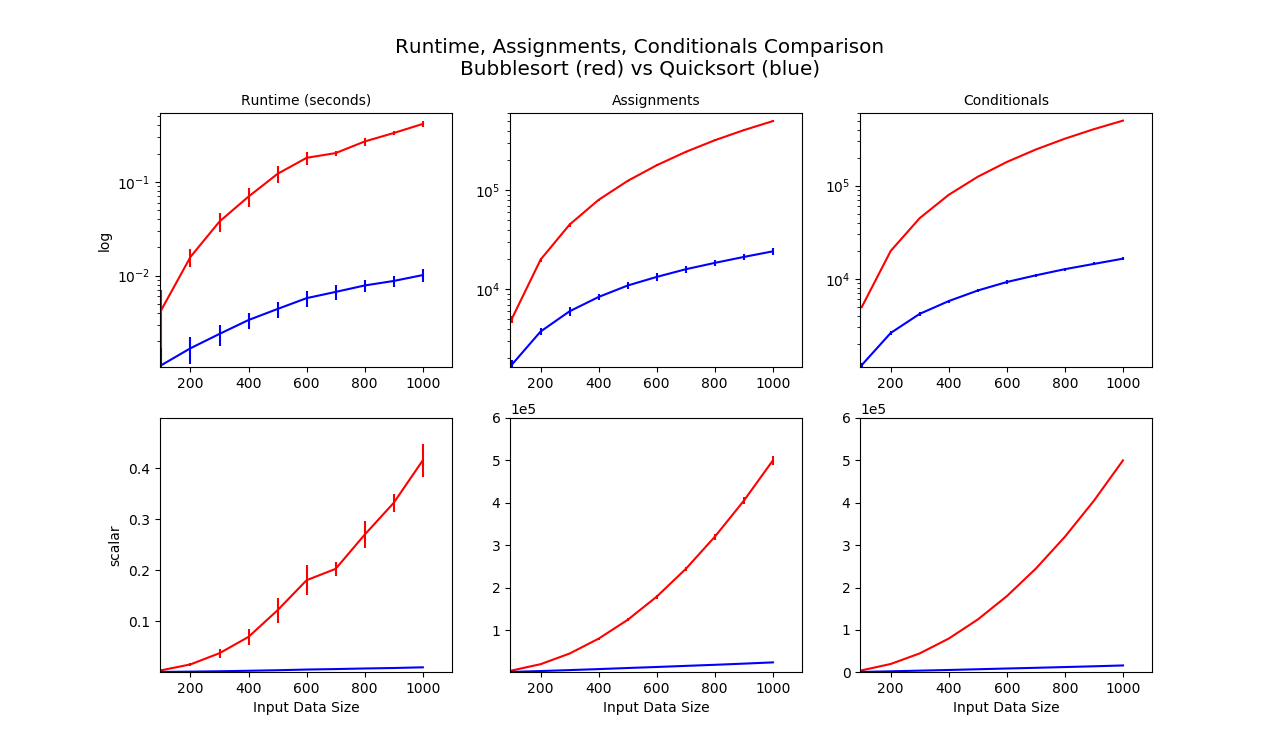 Runtime, Assignments, Conditionals Comparison
Bubblesort (red) vs Quicksort (blue)
Runtime (seconds)
log
10⁻¹
10⁻²
200 400 600 800 1000
Assignments
10⁵
10⁴
200 400 600 800 1000
Conditionals
10⁵
10⁴
200 400 600 800 1000
scalar
0.4
0.3
0.2
0.1
200 400 600 800 1000
Input Data Size
1e5
6
5
4
3
2
1
200 400 600 800 1000
Input Data Size
1e5
6
5
4
3
2
1
0
200 400 600 800 1000
Input Data Size